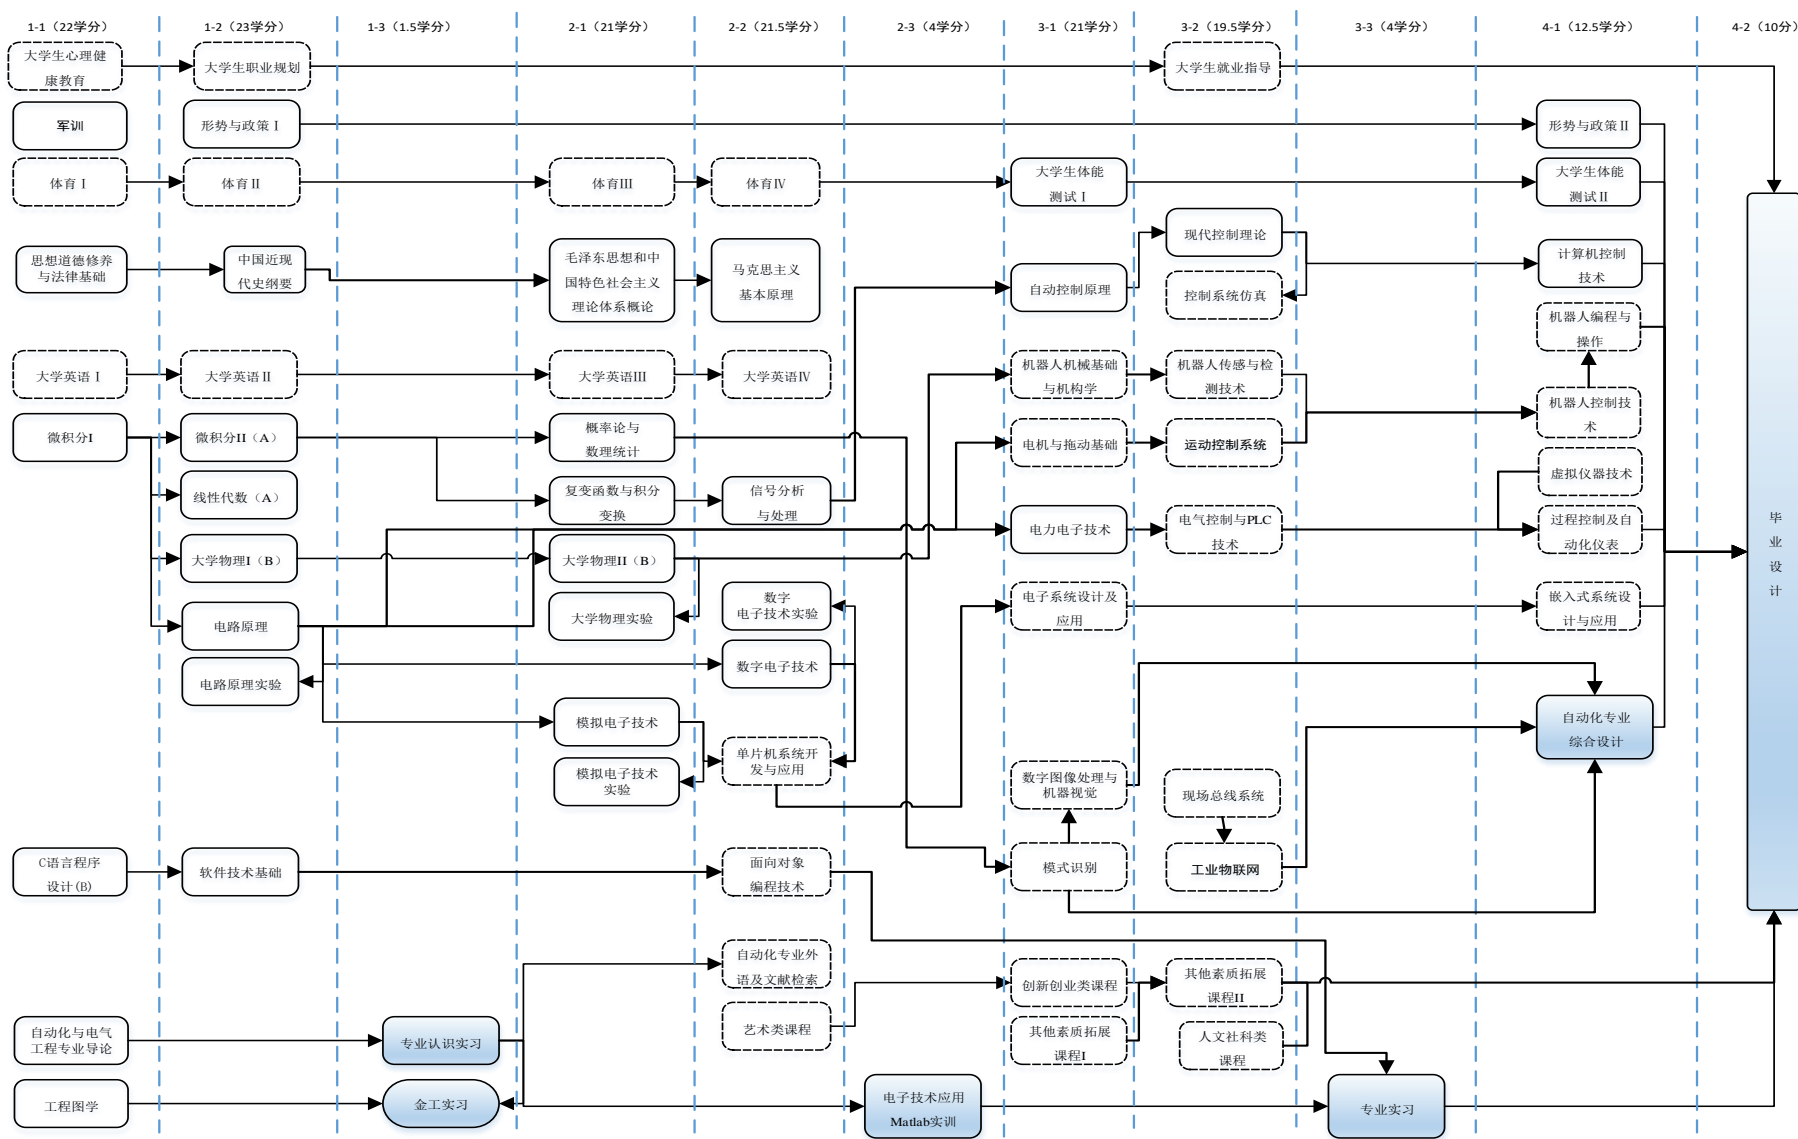 1-1（22学分）
1-2（23学分）
1-3（1.5学分）
2-1（21学分）
2-2（21.5学分）
2-3（4学分）
3-1（21学分）
3-2（19.5学分）
3-3（4学分）
4-1（12.5学分）
4-2（10分）
大学生心理健
康教育
大学生职业规划
大学生就业指导
军训
形势与政策 I
形势与政策 II
体育 I
体育 II
体育III
体育IV
大学生体能
测试 I
大学生体能
测试 II
思想道德修养
与法律基础
中国近现
代史纲要
毛泽东思想和中
国特色社会主义
理论体系概论
马克思主义
基本原理
自动控制原理
现代控制理论
控制系统仿真
计算机控制
技术
机器人编程与
操作
大学英语 I
大学英语 II
大学英语III
大学英语IV
机器人机械基础
与机构学
机器人传感与检
测技术
机器人控制技
术
微积分I
微积分II（A）
概率论与
数理统计
电机与拖动基础
运动控制系统
虚拟仪器技术
线性代数（A）
复变函数与积分
变换
信号分析
与处理
电力电子技术
电气控制与PLC
技术
过程控制及自
动化仪表
大学物理I（B）
大学物理II（B）
大学物理实验
数字
电子技术实验
电子系统设计及
应用
嵌入式系统设
计与应用
毕
业
设
计
电路原理
数字电子技术
电路原理实验
模拟电子技术
模拟电子技术
实验
单片机系统开
发与应用
自动化专业
综合设计
数字图像处理与
机器视觉
现场总线系统
C语言程序
设计(B)
软件技术基础
面向对象
编程技术
模式识别
工业物联网
自动化专业外
语及文献检索
艺术类课程
创新创业类课程
其他素质拓展
课程II
其他素质拓展
课程I
人文社科类
课程
自动化与电气
工程专业导论
专业认识实习
工程图学
金工实习
电子技术应用
Matlab实训
专业实习